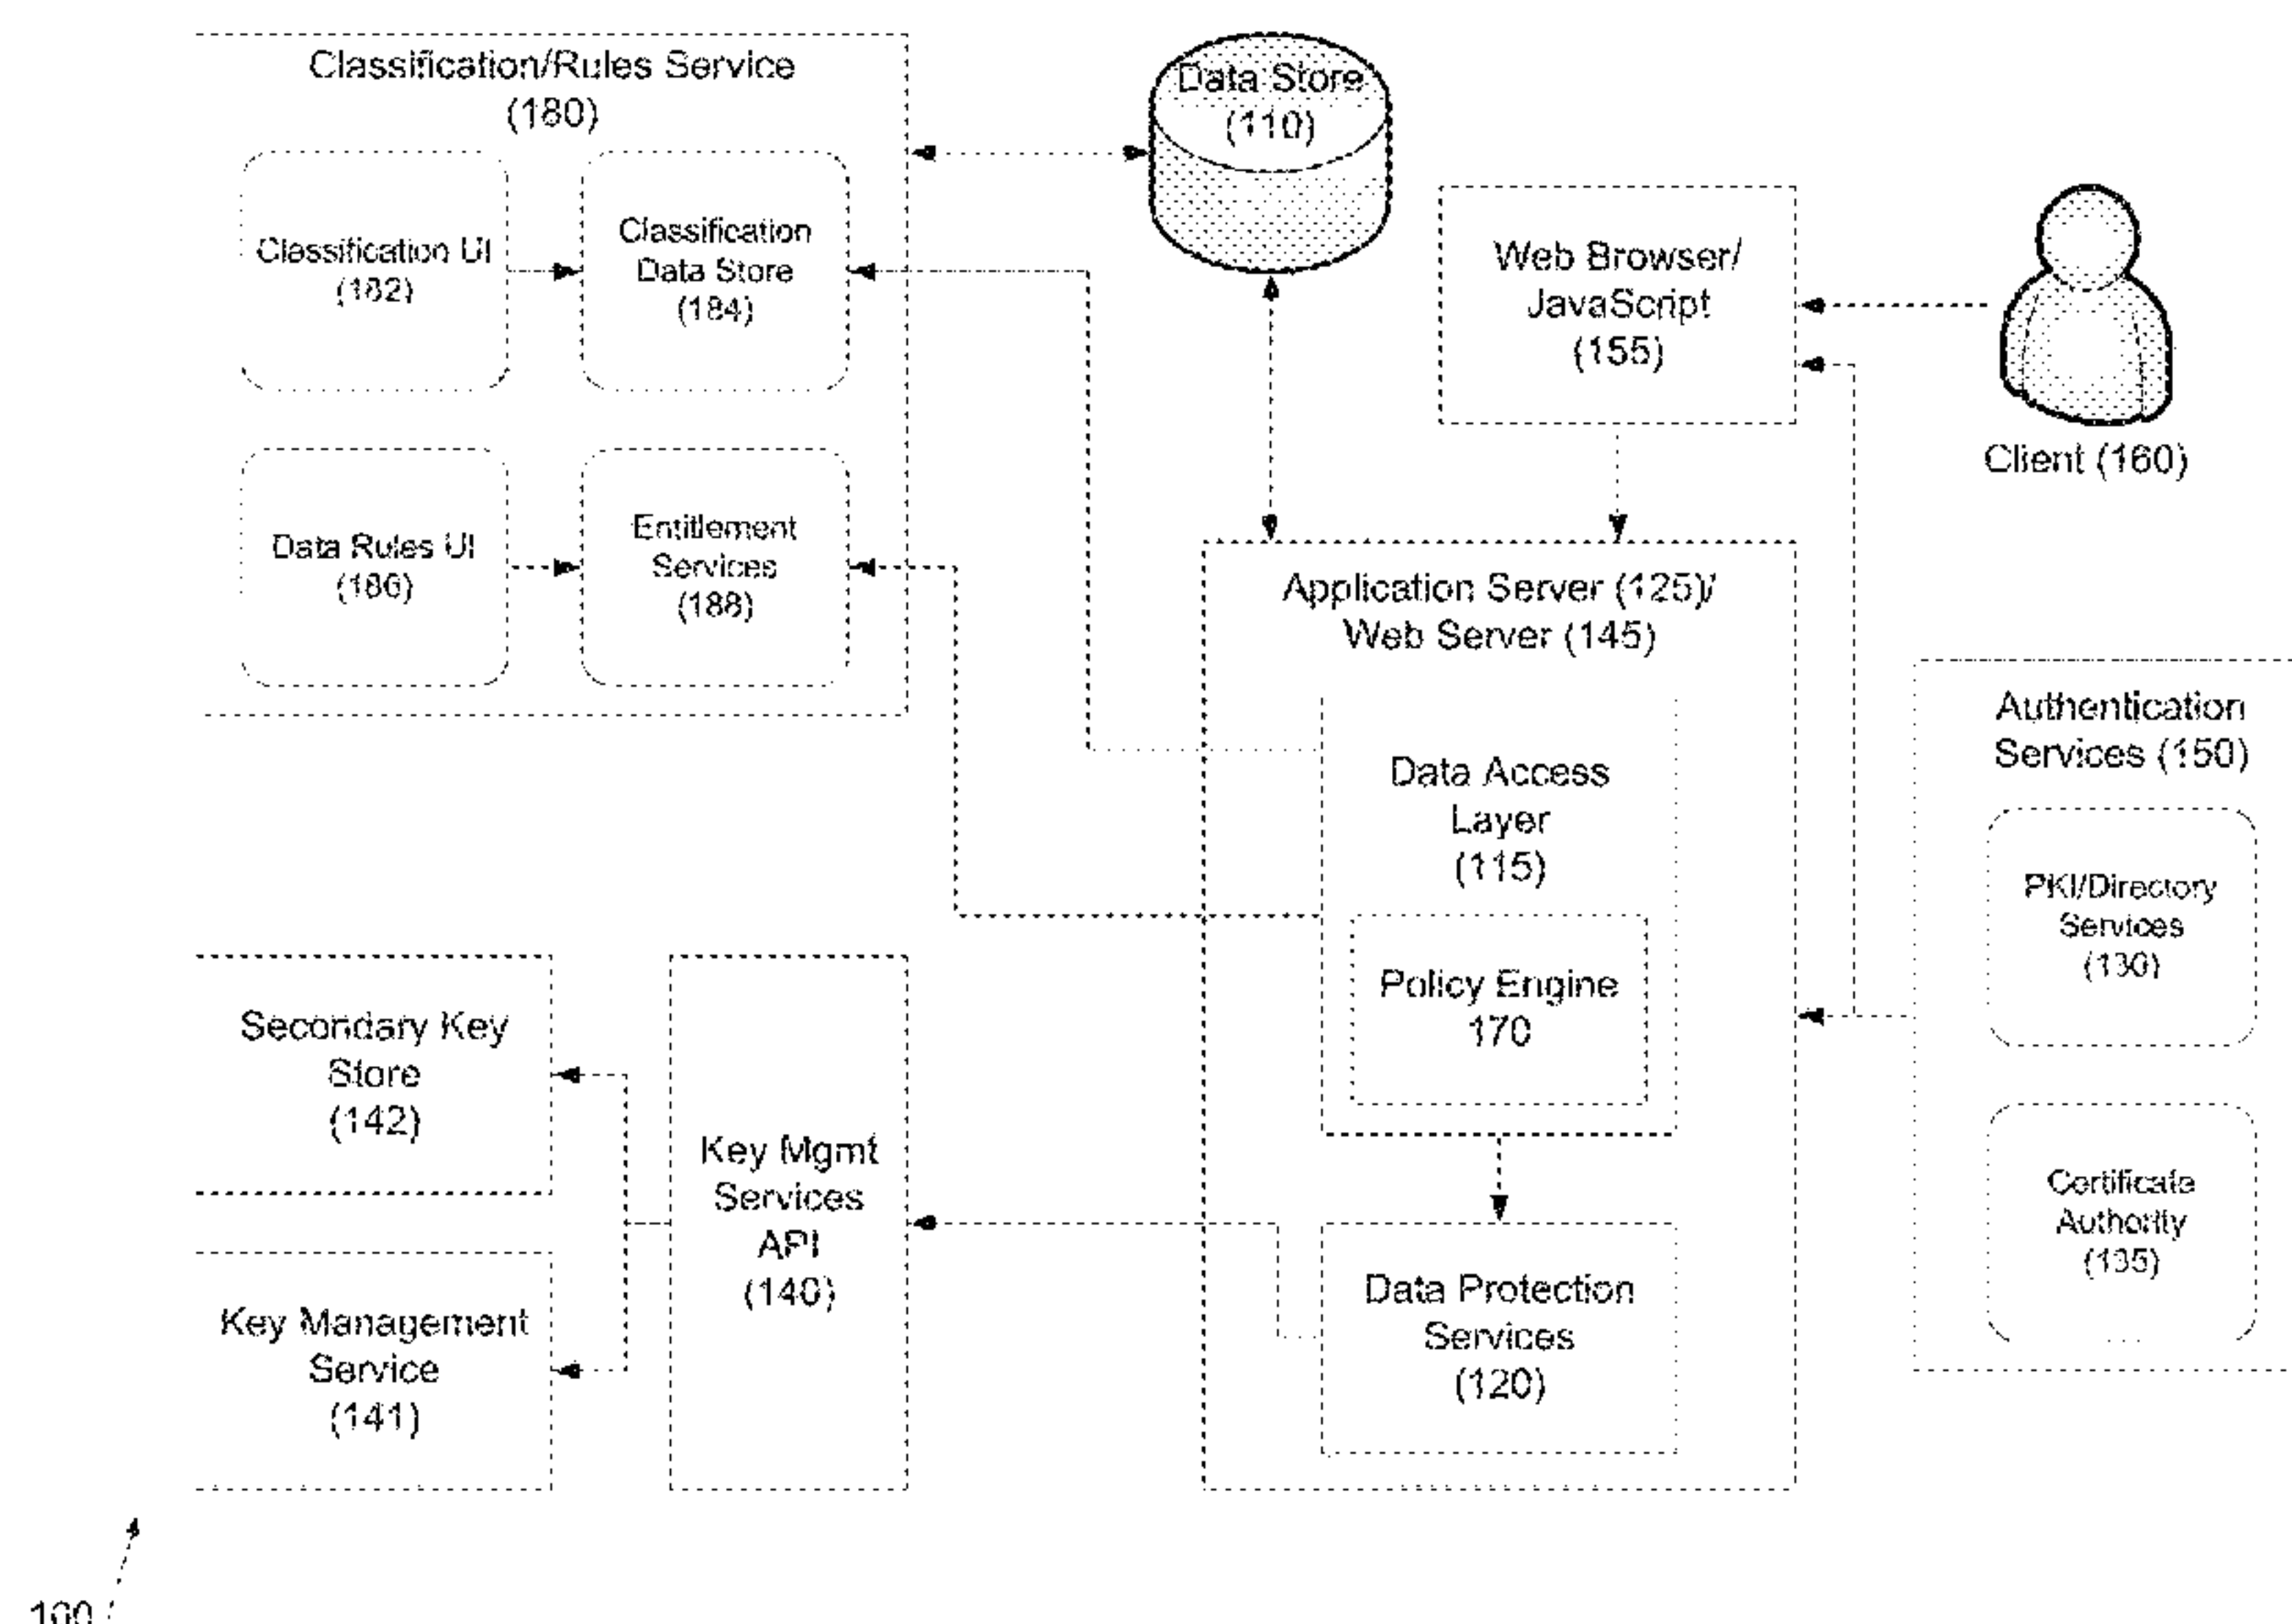 Classification/Rules Service
(180)
Classification UI
(182)
Classification
Data Store
(184)
Data Rules UI
(186)
Entitlement
Services
(188)
Data Store
(110)
Web Browser/
JavaScript
(155)
Client (160)
Application Server (125)/
Web Server (145)
Data Access
Layer
(115)
Policy Engine
170
Data Protection
Services
(120)
Authentication
Services (150)
PKI/Directory
Services
(130)
Certificate
Authority
(135)
Secondary Key
Store
(142)
Key Management
Service
(141)
Key Mgmt
Services
API
(140)
100